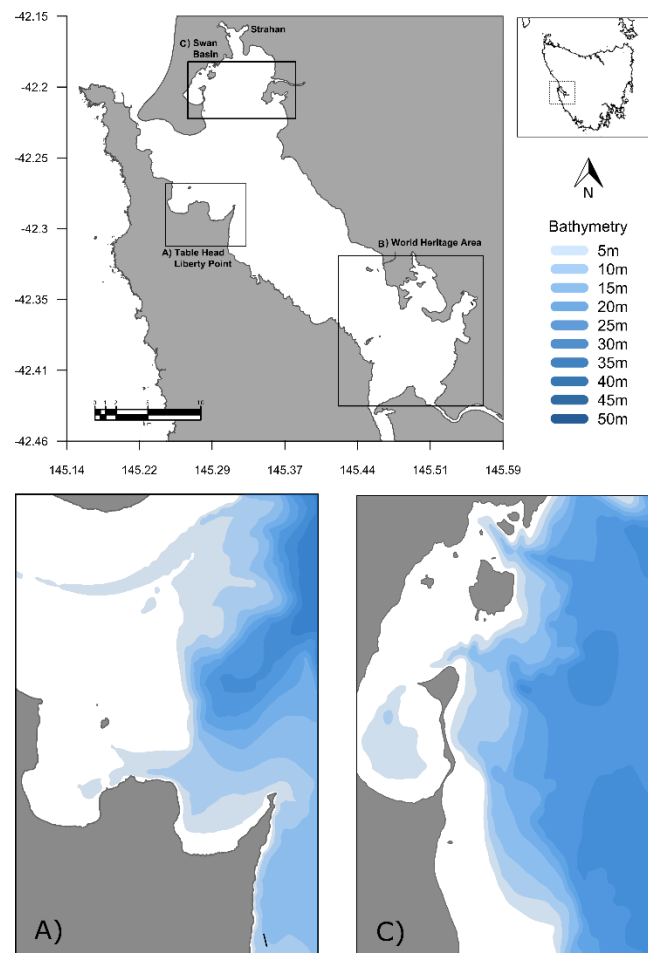 -42.15
-42.2
-42.25
-42.3
-42.35
-42.41
-42.46
145.14 145.22 145.29 145.37 145.44 145.51 145.59
Strahan
C) Swan
Basin
A) Table Head
Liberty Point
B) World Heritage Area
N
Bathymetry
5m
10m
15m
20m
25m
30m
35m
40m
45m
50m
A)
C)